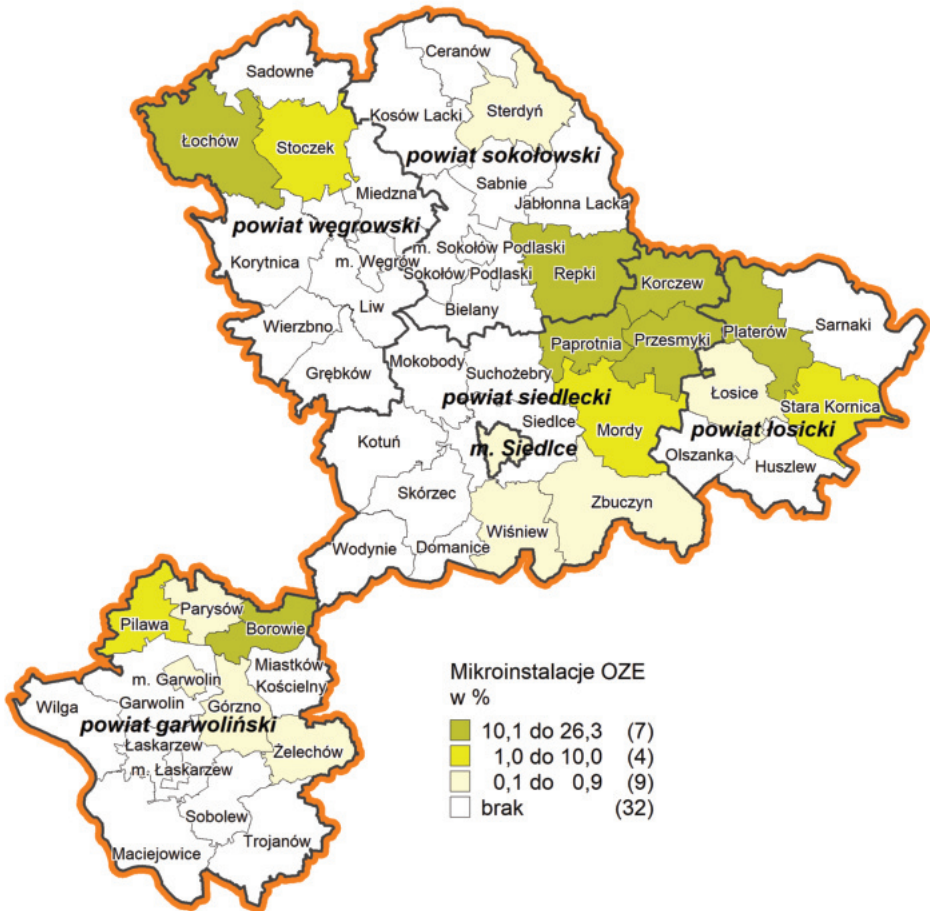 Ceranów
Sadowne
Sterdyń
Kosów Lacki
Łochów
Stoczek
powiat sokołowski
Sabnie
Miedzna
Jabłonna Lacka
powiat węgrowski
m. Sokołów Podlaski
Korytnica
m. Węgrów
Sokołów Podlaski
Repki
Korczew
Liw
Bielany
Platerów
Sarnaki
Wierzbno
Paprotnia
Przesmyki
Mokobody
Grębków
Suchożebry
Łosice
powiat siedlecki
Stara Kornica
Siedlce
Mordy
powiat łosicki
Kotuń
m. Siedlce
Olszanka
Huszlew
Skórzec
Zbuczyn
Wiśniew
Wodynie
Domanice
Parysów
Pilawa
Borowie
Miastków
Kościelny
m. Garwolin
Wilga
Garwolin
Górzno
powiat garwoliński
Łaskarzew
Żelechów
m. Łaskarzew
Sobolew
Trojanów
Maciejowice
Mikroinstalacje OZE
w %
10,1 do 26,3 (7)
1,0 do 10,0 (4)
0,1 do 0,9 (9)
brak (32)